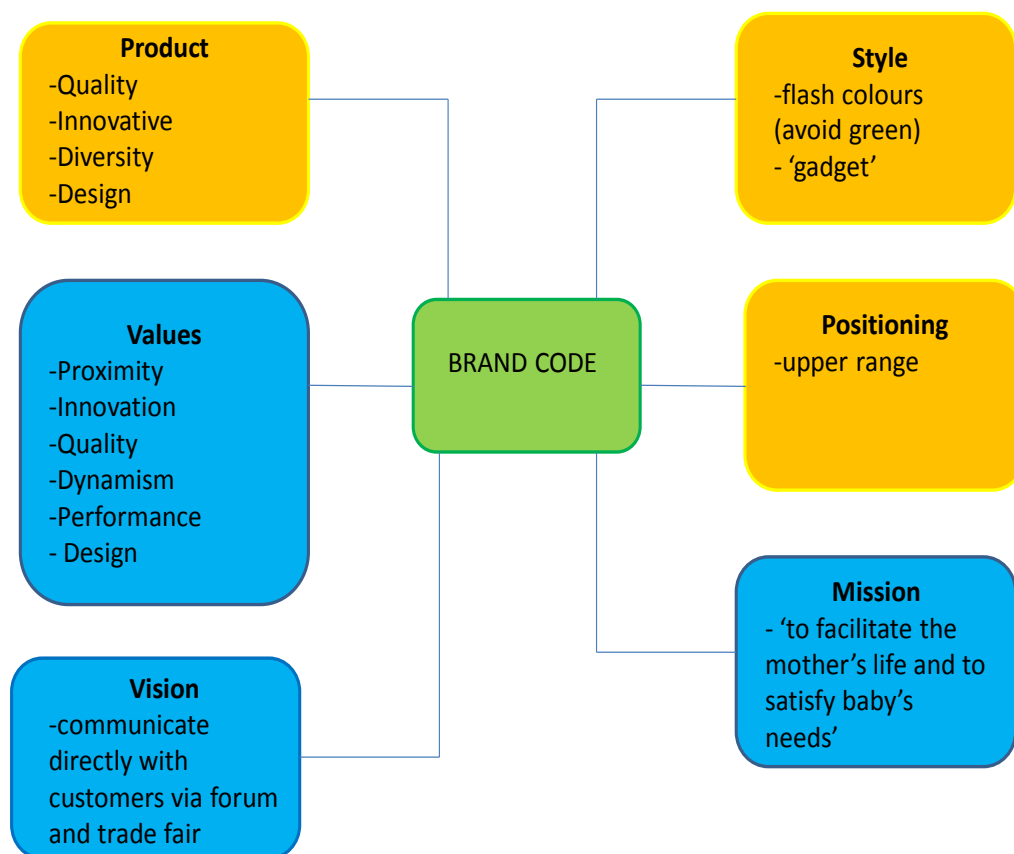 Product
-Quality
-Innovative
-Diversity
-Design
Style
-flash colours
(avoid green)
- ‘gadget’
Values
-Proximity
-Innovation
-Quality
-Dynamism
-Performance
- Design
BRAND CODE
Positioning
-upper range
Vision
-communicate
directly with
customers via forum
and trade fair
Mission
- ‘to facilitate the
mother’s life and to
satisfy baby’s
needs’